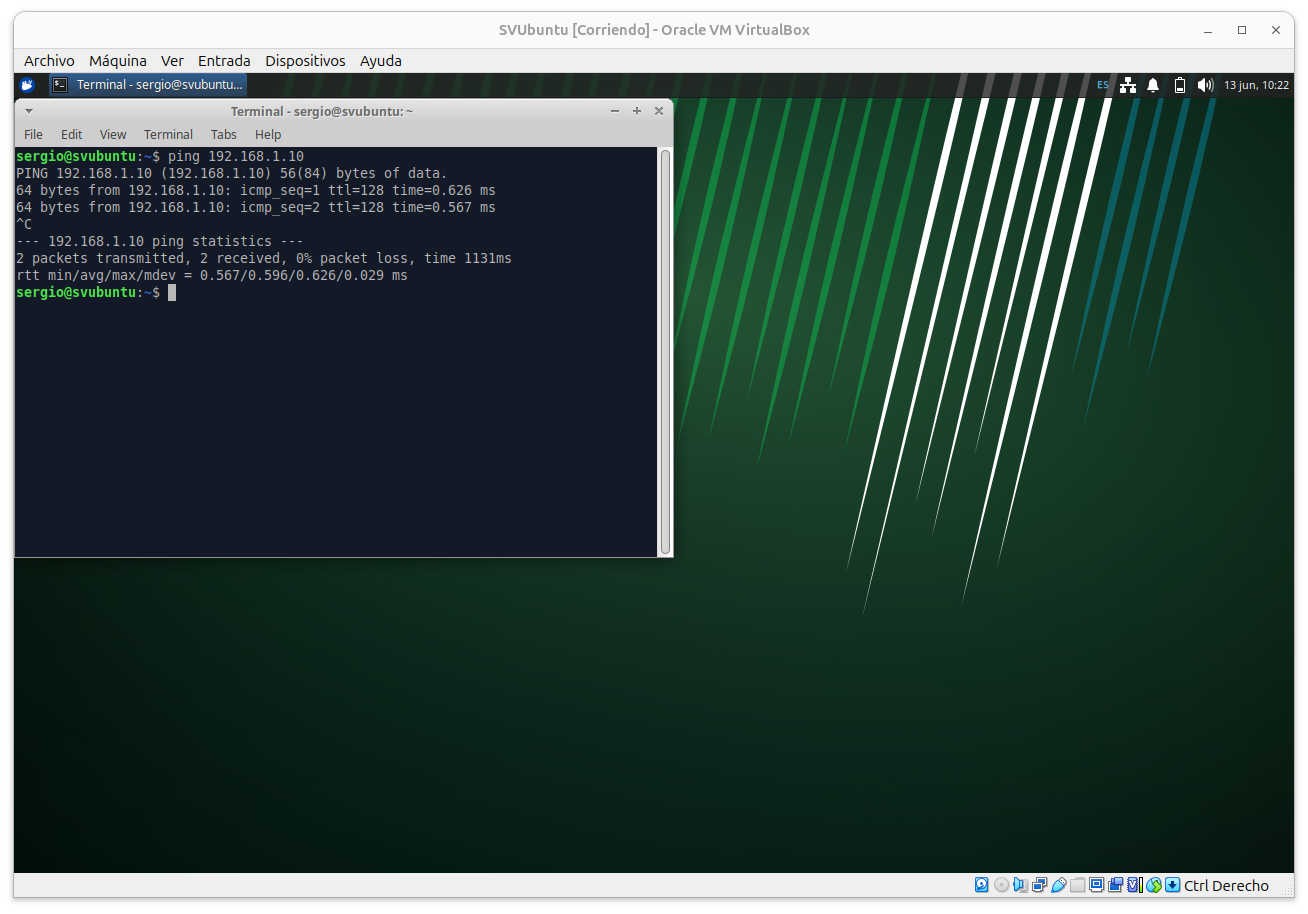 SVUbuntu [Corriendo] - Oracle VM VirtualBox
Archivo Máquina Ver Entrada Dispositivos Ayuda
Terminal - sergio@svubuntu... ES 13 jun, 10:22
Terminal - sergio@svubuntu: ~
File Edit View Terminal Tabs Help
sergio@svubuntu:~$ ping 192.168.1.10
PING 192.168.1.10 (192.168.1.10) 56(84) bytes of data.
64 bytes from 192.168.1.10: icmp_seq=1 ttl=128 time=0.626 ms
64 bytes from 192.168.1.10: icmp_seq=2 ttl=128 time=0.567 ms
^C
--- 192.168.1.10 ping statistics ---
2 packets transmitted, 2 received, 0% packet loss, time 1131ms
rtt min/avg/max/mdev = 0.567/0.596/0.626/0.029 ms
sergio@svubuntu:~$
Ctrl Derecho